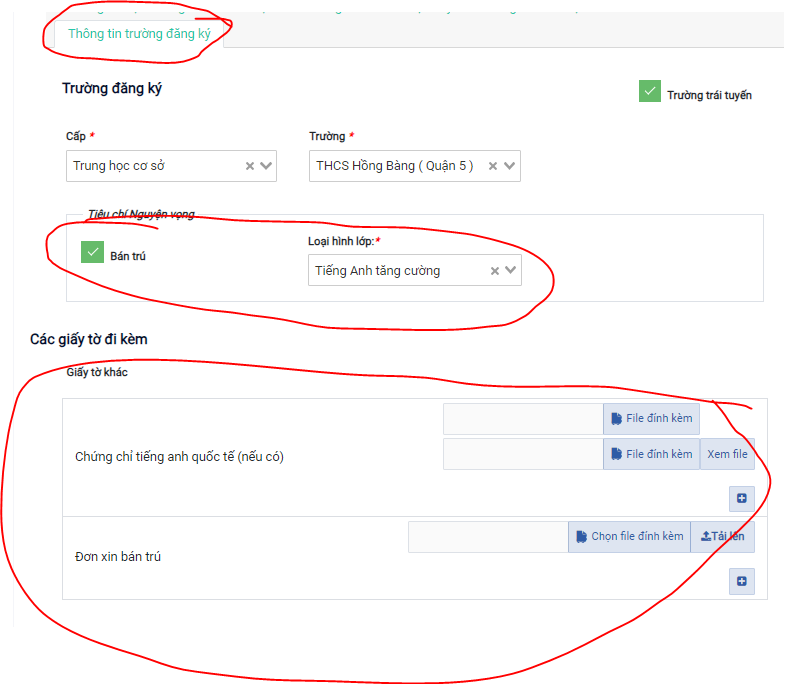 Thông tin trường đăng ký
Trường đăng ký
Trường trái tuyến
Cấp *
Trường *
Trung học cơ sở
THCS Hồng Bàng ( Quận 5 )
Tiêu chí Nguyện vọng
Bán trú
Loại hình lớp:*
Tiếng Anh tăng cường
Các giấy tờ đi kèm
Giấy tờ khác
File đính kèm
Chứng chỉ tiếng anh quốc tế (nếu có)
File đính kèm Xem file
Chọn file đính kèm Tải lên
Đơn xin bán trú